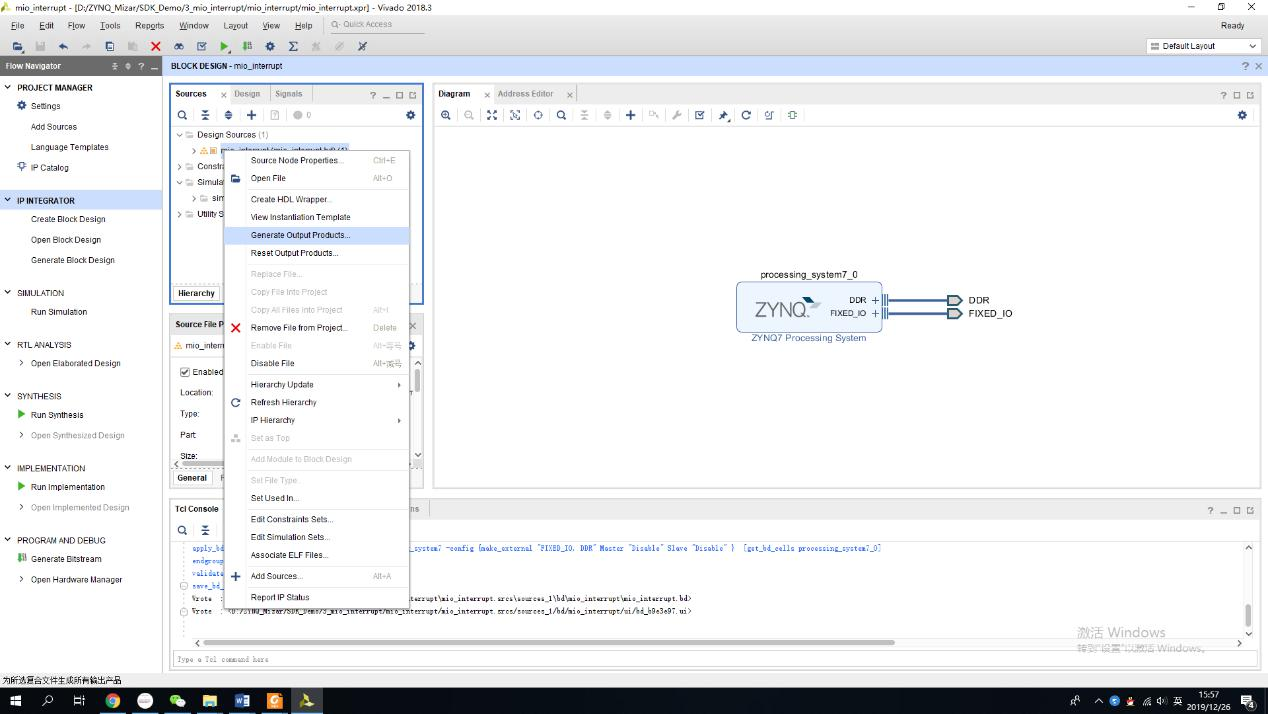 mio_interrupt - [D:/ZYNQ_Mizar/SDK_Demo/3_mio_interrupt/mio_interrupt/mio_interrupt.xpr] - Vivado 2018.3
File Edit Flow Tools Reports Window Layout View Help Quick Access
Ready
Default Layout
Flow Navigator
PROJECT MANAGER
Settings
Add Sources
Language Templates
IP Catalog
IP INTEGRATOR
Create Block Design
Open Block Design
Generate Block Design
SIMULATION
Run Simulation
RTL ANALYSIS
Open Elaborated Design
SYNTHESIS
Run Synthesis
Open Synthesized Design
IMPLEMENTATION
Run Implementation
Open Implemented Design
PROGRAM AND DEBUG
Generate Bitstream
Open Hardware Manager
BLOCK DESIGN - mio_interrupt
Sources Design Signals
0
Design Sources (1)
Constra
Simula
sim
Utility S
Hierarchy
Source File P
mio_interr
Enabled
Location:
Type:
Part:
Size:
General
Source Node Properties... Ctrl+E
Open File Alt+O
Create HDL Wrapper...
View Instantiation Template
Generate Output Products...
Reset Output Products...
Replace File...
Copy File Into Project
Copy All Files Into Project Alt+I
Remove File from Project... Delete
Enable File Alt+等号
Disable File Alt+减号
Hierarchy Update
Refresh Hierarchy
IP Hierarchy
Set as Top
Add Module to Block Design
Set File Type...
Set Used In...
Edit Constraints Sets...
Edit Simulation Sets...
Associate ELF Files...
Add Sources... Alt+A
Report IP Status
Diagram Address Editor
processing_system7_0
ZYNQ
DDR
FIXED_IO
DDR
FIXED_IO
ZYNQ7 Processing System
Tcl Console
ns
apply_bd
_system7 -config {make_external "FIXED_IO, DDR" Master "Disable" Slave "Disable" } [get_bd_cells processing_system7_0]
endgroup
validate
save_bd_
Wrote : mio_interrupt\mio_interrupt.srcs\sources_1\bd\mio_interrupt\mio_interrupt.bd>
Wrote : <D:/ZYNQ_Mizar/SDK_Demo/3_mio_interrupt/mio_interrupt/mio_interrupt.srcs/sources_1/bd/mio_interrupt/ui/bd_b9e3e97.ui>
Type a Tcl command here
激活 Windows
转到"设置"以激活 Windows。
为所选复合文件生成所有输出产品
英
15:57
2019/12/26
4